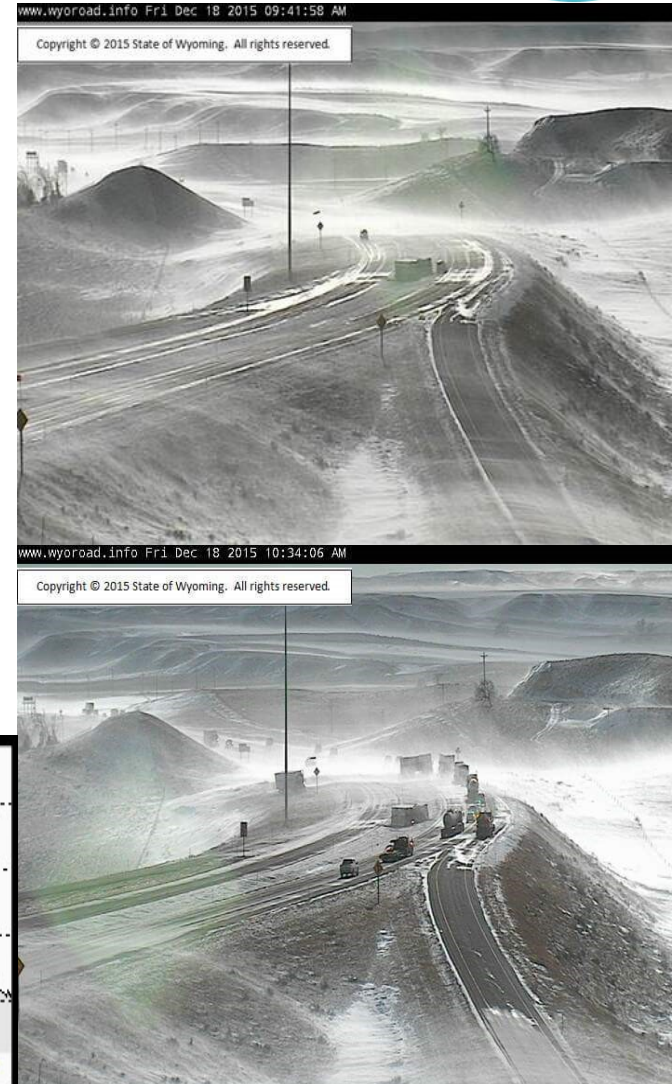 www.wyoroad.info Fri Dec 18 2015 09:41:58 AM
Copyright © 2015 State of Wyoming. All rights reserved.
www.wyoroad.info Fri Dec 18 2015 10:34:06 AM
Copyright © 2015 State of Wyoming. All rights reserved.